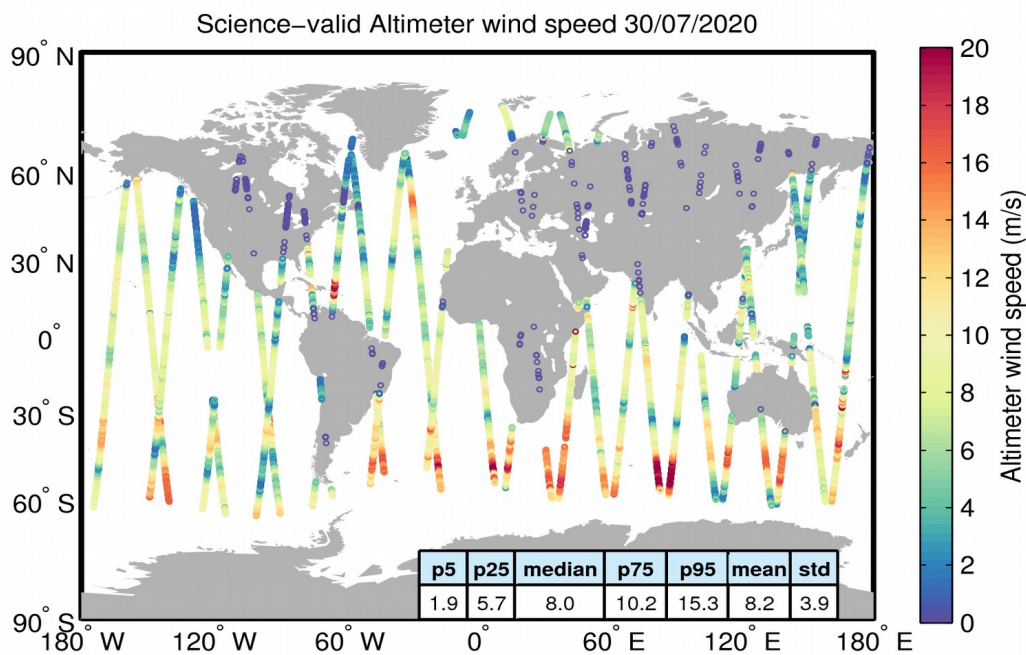 Science−valid Altimeter wind speed 30/07/2020
90° N
60° N
30° N
0°
30° S
60° S
90° S
180° W
120° W
60° W
0°
60° E
120° E
180° E
p5 p25 median p75 p95 mean std
1.9 5.7 8.0 10.2 15.3 8.2 3.9
20
18
16
14
12
10
8
6
4
2
0
Altimeter wind speed (m/s)